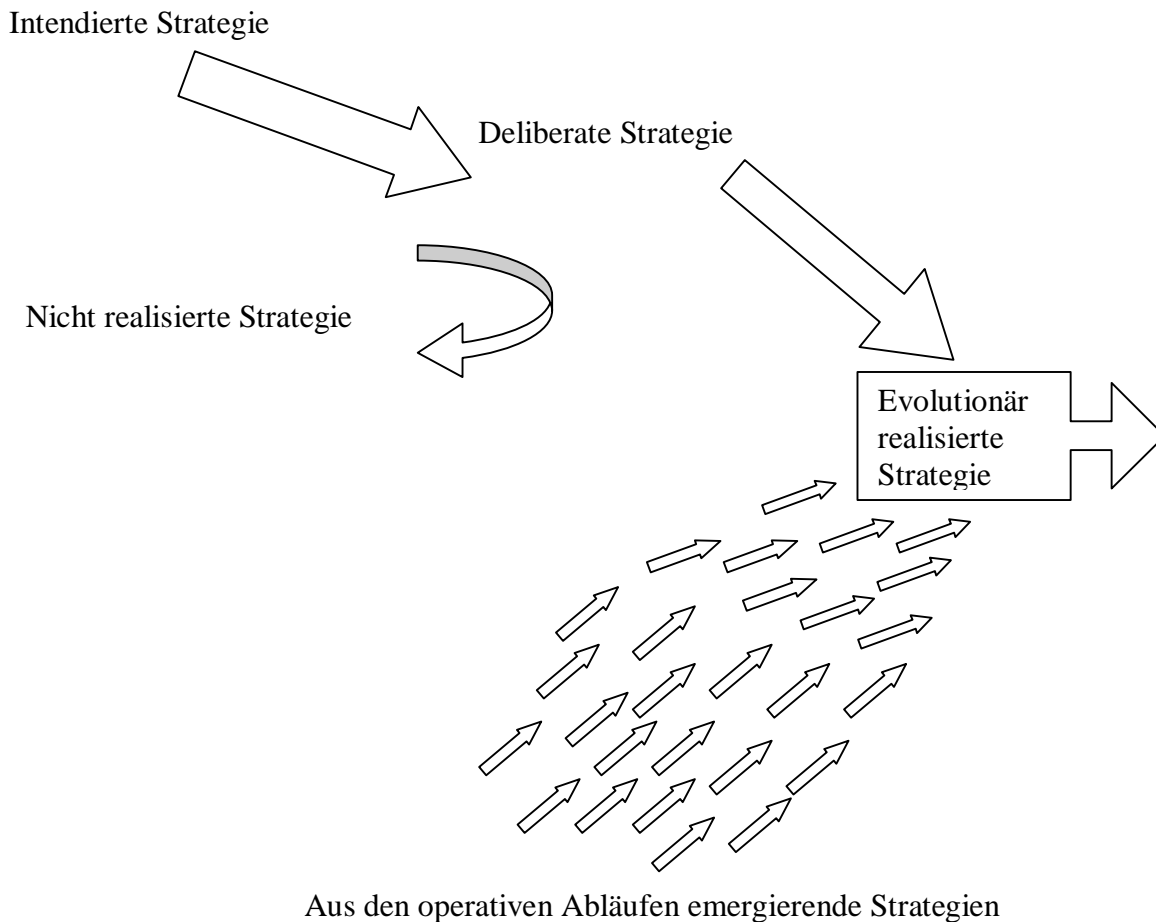 Intendierte Strategie
Deliberate Strategie
Nicht realisierte Strategie
Evolutionär
realisierte
Strategie
Aus den operativen Abläufen emergierende Strategien